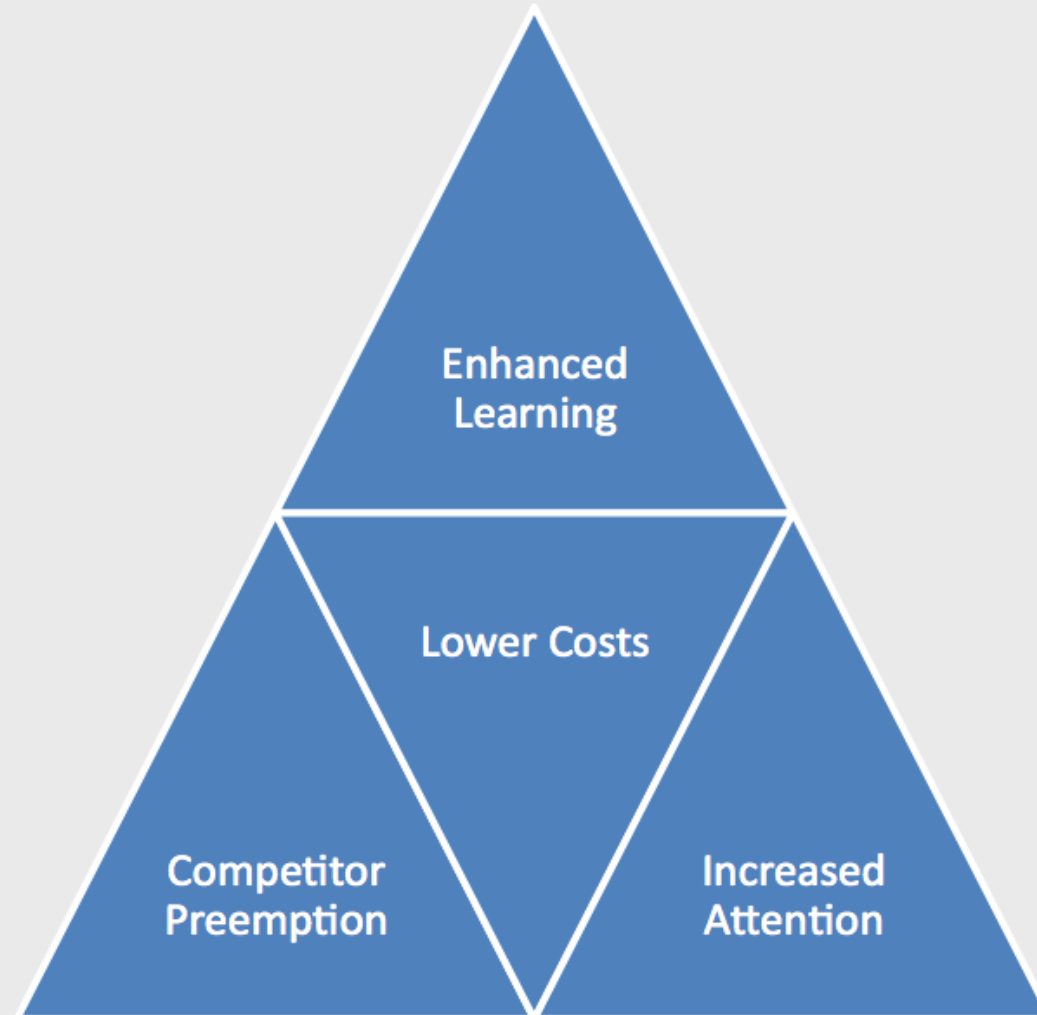 Enhanced
Learning
Lower Costs
Competitor
Preemption
Increased
Attention